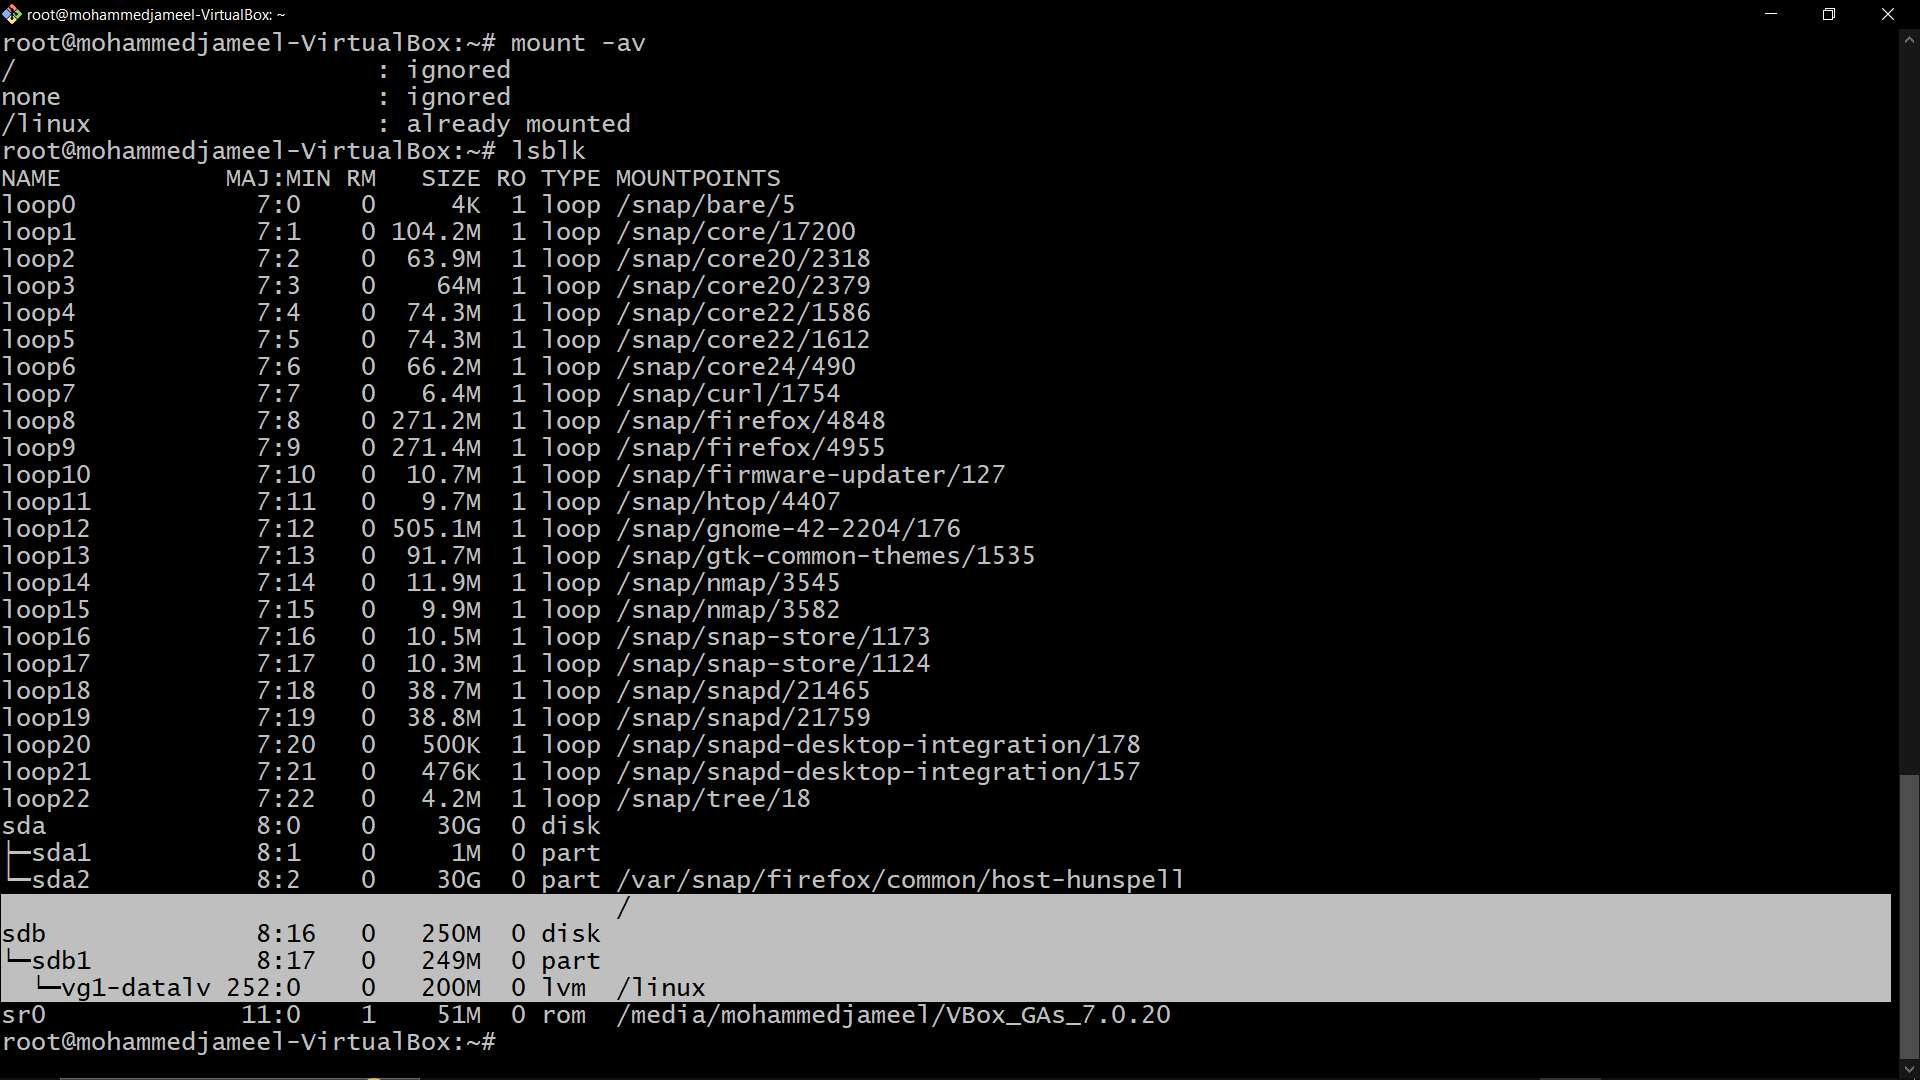 root@mohammedjameel-VirtualBox: ~
root@mohammedjameel-VirtualBox:~# mount -av
/                        : ignored
none                     : ignored
/linux                   : already mounted
root@mohammedjameel-VirtualBox:~# lsblk
NAME           MAJ:MIN RM   SIZE RO TYPE MOUNTPOINTS
loop0            7:0    0     4K  1 loop /snap/bare/5
loop1            7:1    0 104.2M  1 loop /snap/core/17200
loop2            7:2    0  63.9M  1 loop /snap/core20/2318
loop3            7:3    0    64M  1 loop /snap/core20/2379
loop4            7:4    0  74.3M  1 loop /snap/core22/1586
loop5            7:5    0  74.3M  1 loop /snap/core22/1612
loop6            7:6    0  66.2M  1 loop /snap/core24/490
loop7            7:7    0   6.4M  1 loop /snap/curl/1754
loop8            7:8    0 271.2M  1 loop /snap/firefox/4848
loop9            7:9    0 271.4M  1 loop /snap/firefox/4955
loop10           7:10   0  10.7M  1 loop /snap/firmware-updater/127
loop11           7:11   0   9.7M  1 loop /snap/htop/4407
loop12           7:12   0 505.1M  1 loop /snap/gnome-42-2204/176
loop13           7:13   0  91.7M  1 loop /snap/gtk-common-themes/1535
loop14           7:14   0  11.9M  1 loop /snap/nmap/3545
loop15           7:15   0   9.9M  1 loop /snap/nmap/3582
loop16           7:16   0  10.5M  1 loop /snap/snap-store/1173
loop17           7:17   0  10.3M  1 loop /snap/snap-store/1124
loop18           7:18   0  38.7M  1 loop /snap/snapd/21465
loop19           7:19   0  38.8M  1 loop /snap/snapd/21759
loop20           7:20   0   500K  1 loop /snap/snapd-desktop-integration/178
loop21           7:21   0   476K  1 loop /snap/snapd-desktop-integration/157
loop22           7:22   0   4.2M  1 loop /snap/tree/18
sda              8:0    0    30G  0 disk
├─sda1           8:1    0     1M  0 part
└─sda2           8:2    0    30G  0 part /var/snap/firefox/common/host-hunspell
                                         /
sdb              8:16   0   250M  0 disk
└─sdb1           8:17   0   249M  0 part
  └─vg1-datalv 252:0    0   200M  0 lvm  /linux
sr0             11:0    1    51M  0 rom  /media/mohammedjameel/VBox_GAs_7.0.20
root@mohammedjameel-VirtualBox:~#